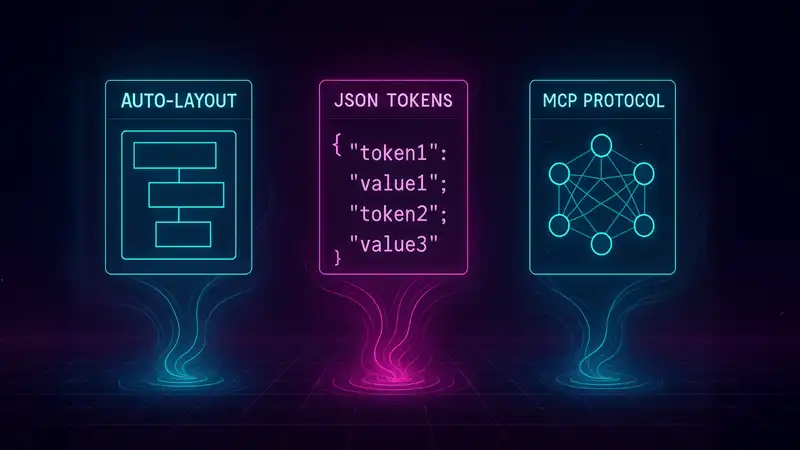 AUTO-LAYOUT
JSON TOKENS
{ "token1":
"value1";
"token2";
"value3"
}
MCP PROTOCOL